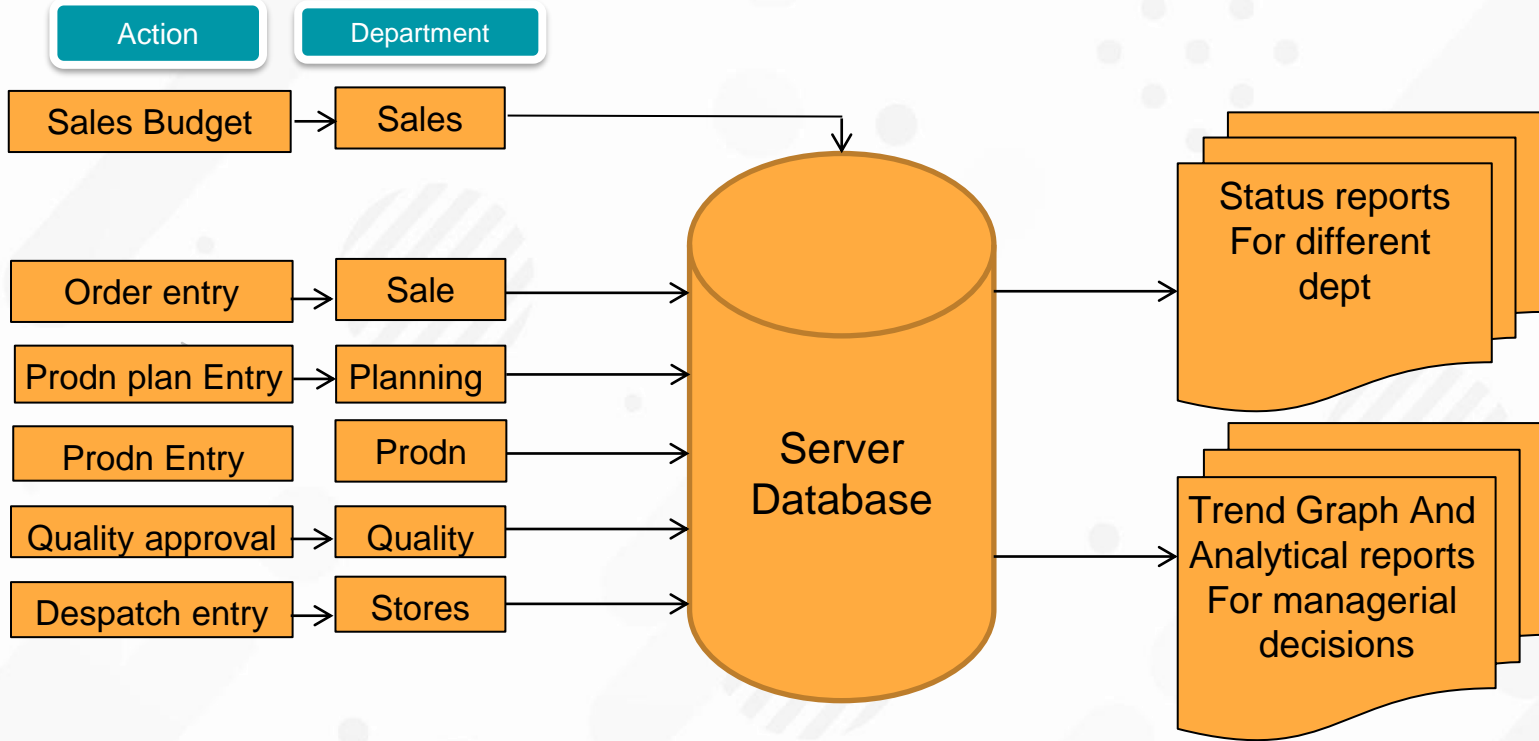 Action
Department
Sales Budget
Sales
Order entry
Sale
Prodn plan Entry
Planning
Prodn Entry
Prodn
Quality approval
Quality
Despatch entry
Stores
Server
Database
Status reports
For different
dept
Trend Graph And
Analytical reports
For managerial
decisions